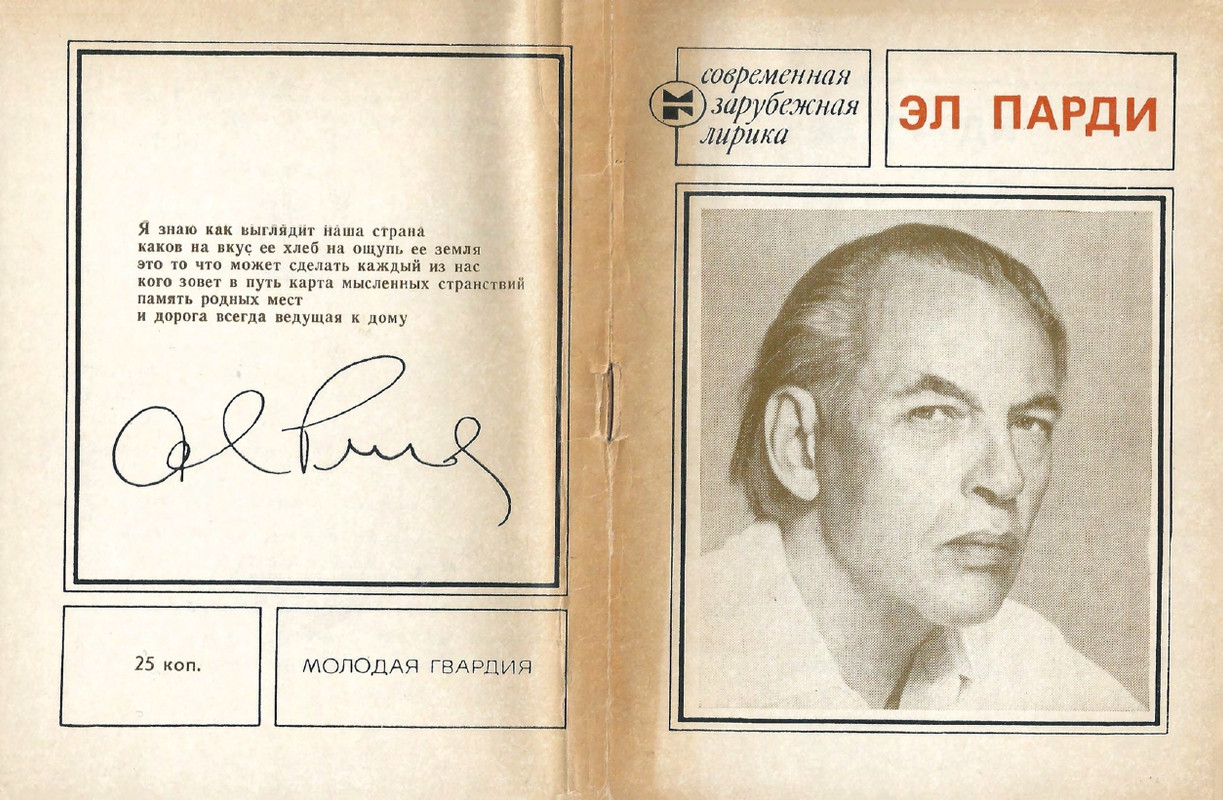 Я знаю как выглядит наша страна
каков на вкус ее хлеб на ощупь ее земля
это то что может сделать каждый из нас
кого зовет в путь карта мысленных странствий
память родных мест
и дорога всегда ведущая к дому
25 коп.
МОЛОДАЯ ГВАРДИЯ
современная
зарубежная
лирика
ЭЛ ПАРДИ